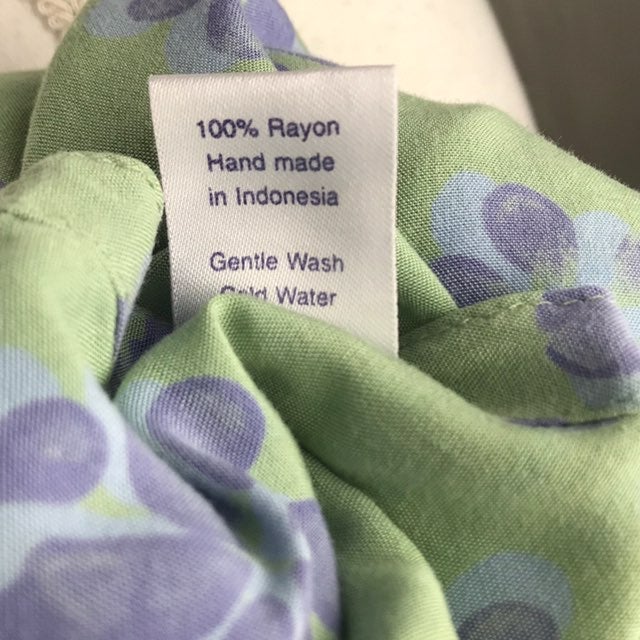 100% Rayon
Hand made
in Indonesia
Gentle Wash
Cold Water